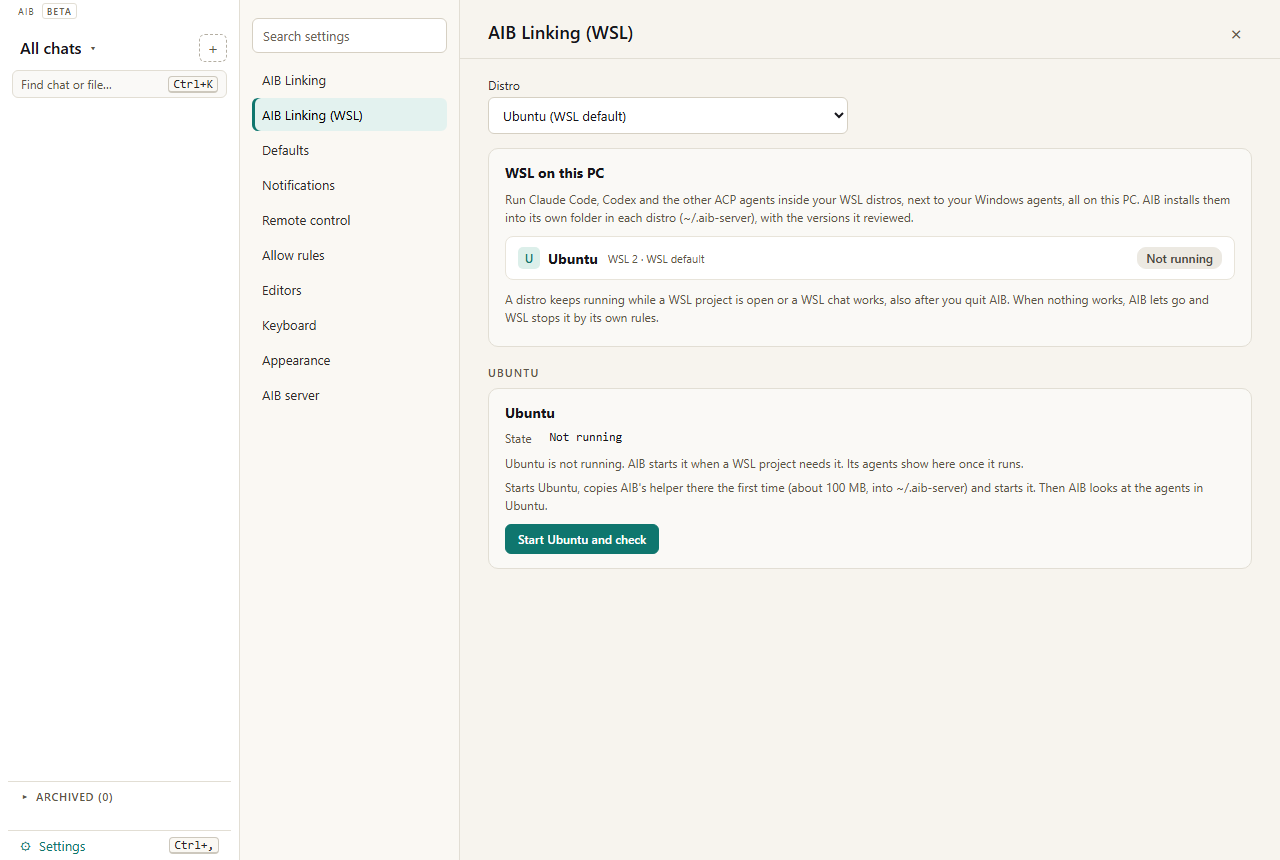 AIB BETA
All chats
+
Find chat or file... Ctrl+K
ARCHIVED (0)
Settings Ctrl+,
Search settings
AIB Linking
AIB Linking (WSL)
Defaults
Notifications
Remote control
Allow rules
Editors
Keyboard
Appearance
AIB server
AIB Linking (WSL)
Distro
Ubuntu (WSL default)
WSL on this PC
Run Claude Code, Codex and the other ACP agents inside your WSL distros, next to your Windows agents, all on this PC. AIB installs them
into its own folder in each distro (~/.aib-server), with the versions it reviewed.
U Ubuntu WSL 2 · WSL default Not running
A distro keeps running while a WSL project is open or a WSL chat works, also after you quit AIB. When nothing works, AIB lets go and
WSL stops it by its own rules.
UBUNTU
Ubuntu
State Not running
Ubuntu is not running. AIB starts it when a WSL project needs it. Its agents show here once it runs.
Starts Ubuntu, copies AIB's helper there the first time (about 100 MB, into ~/.aib-server) and starts it. Then AIB looks at the agents in
Ubuntu.
Start Ubuntu and check